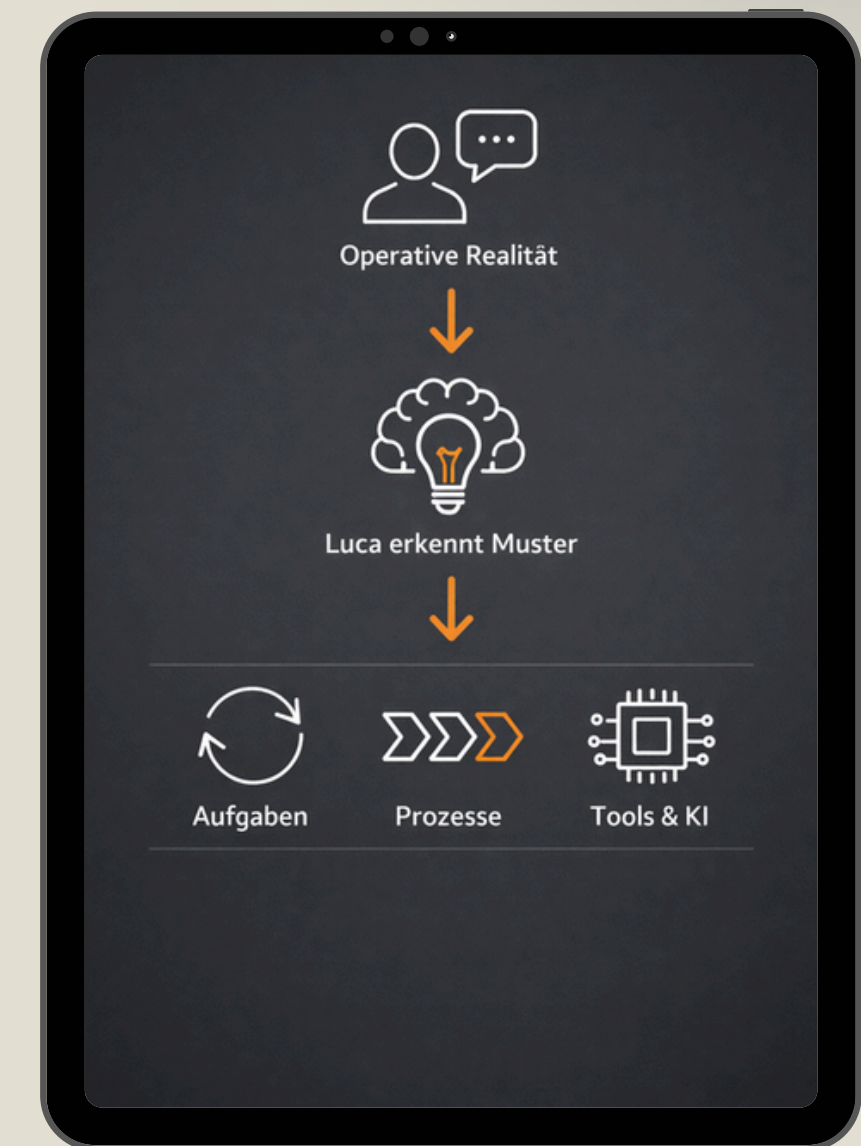 Operative Realität
Luca erkennt Muster
Aufgaben
Prozesse
Tools & KI